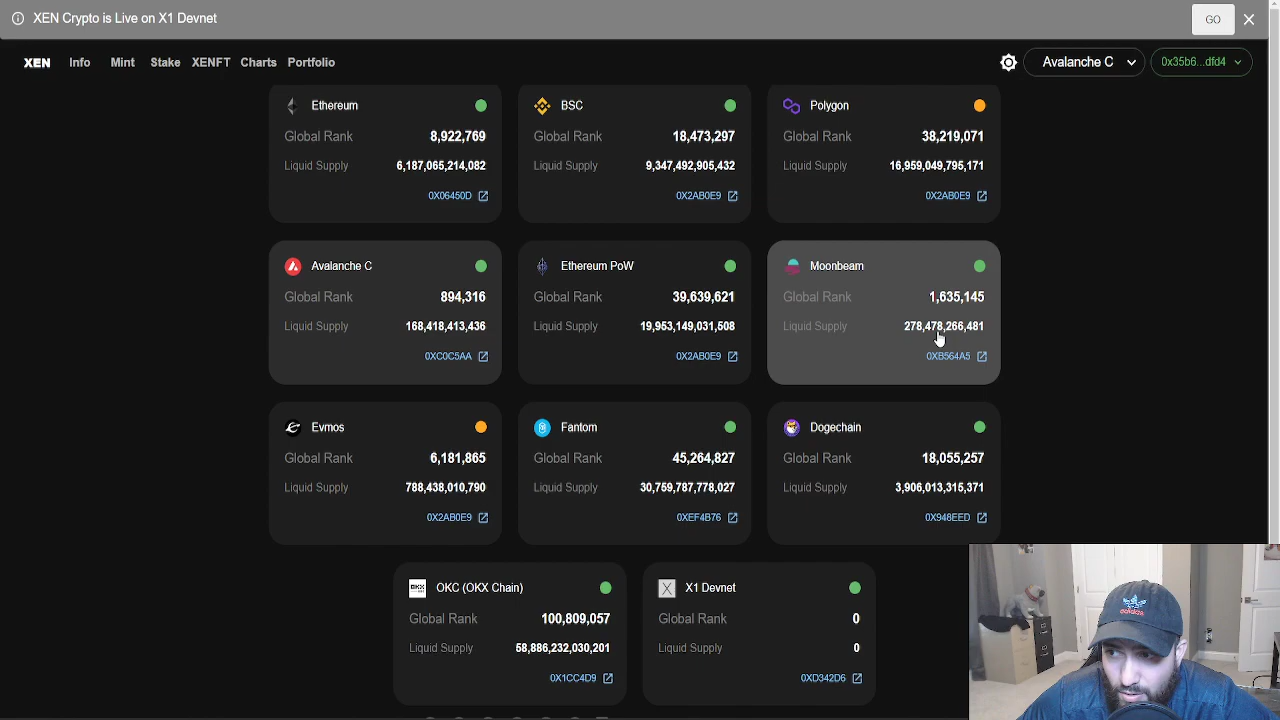 XEN Crypto is Live on X1 Devnet
GO
XEN Info Mint Stake XENFT Charts Portfolio
Avalanche C
0x35b6...dfd4
Ethereum
Global Rank 8,922,769
Liquid Supply 6,187,065,214,082
0X06450D
BSC
Global Rank 18,473,297
Liquid Supply 9,347,492,905,432
0X2AB0E9
Polygon
Global Rank 38,219,071
Liquid Supply 16,959,049,795,171
0X2AB0E9
Avalanche C
Global Rank 894,316
Liquid Supply 168,418,413,436
0XC0C5AA
Ethereum PoW
Global Rank 39,639,621
Liquid Supply 19,953,149,031,508
0X2AB0E9
Moonbeam
Global Rank 1,635,145
Liquid Supply 278,478,266,481
0XB564A5
Evmos
Global Rank 6,181,865
Liquid Supply 788,438,010,790
0X2AB0E9
Fantom
Global Rank 45,264,827
Liquid Supply 30,759,787,778,027
0XEF4B76
Dogechain
Global Rank 18,055,257
Liquid Supply 3,906,013,315,371
0X948EED
OKC (OKX Chain)
Global Rank 100,809,057
Liquid Supply 58,886,232,030,201
0X1CC4D9
X1 Devnet
Global Rank 0
Liquid Supply 0
0XD342D6
adidas